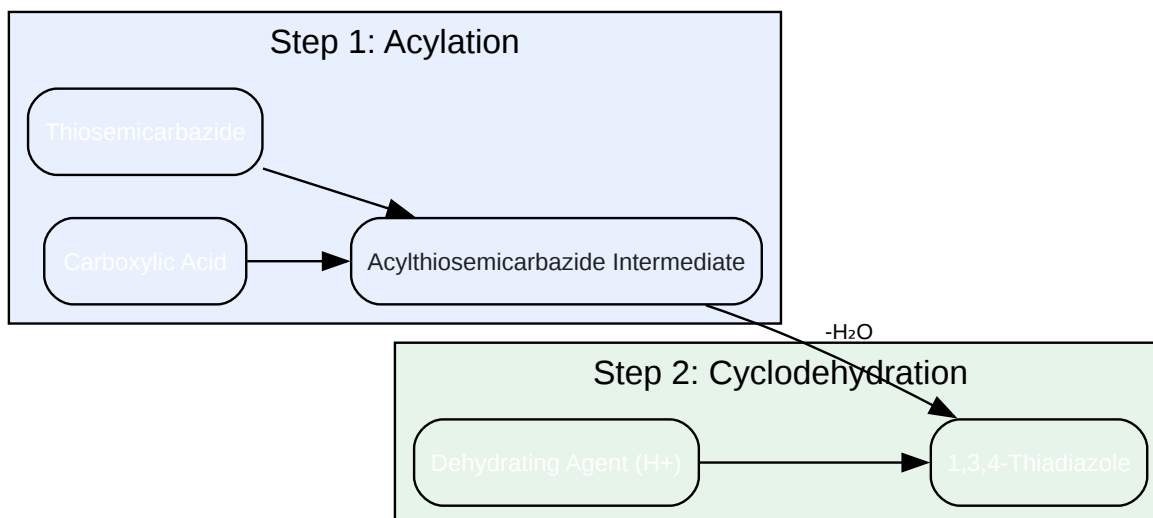 Step 1: Acylation
Thiosemicarbazide
Carboxylic Acid
Acylthiosemicarbazide Intermediate
-H₂O
Step 2: Cyclodehydration
Dehydrating Agent (H+)
1,3,4-Thiadiazole